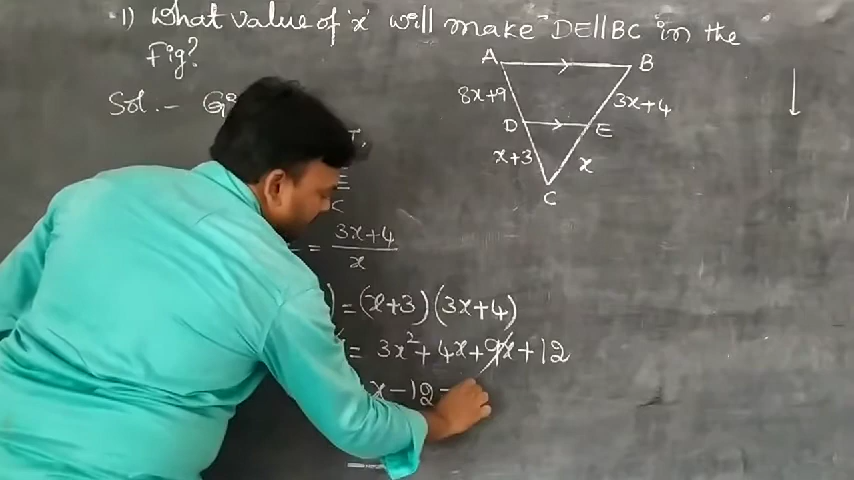 1) What value of 'x' will make DE||BC in the
Fig?
A
B
8x+9
3x+4
D
E
x+3
x
C
Sol.- G
T,
E
C
= 3x+4
x
) = (x+3) (3x+4)
= 3x²+ 4x+9x+12
x-12=